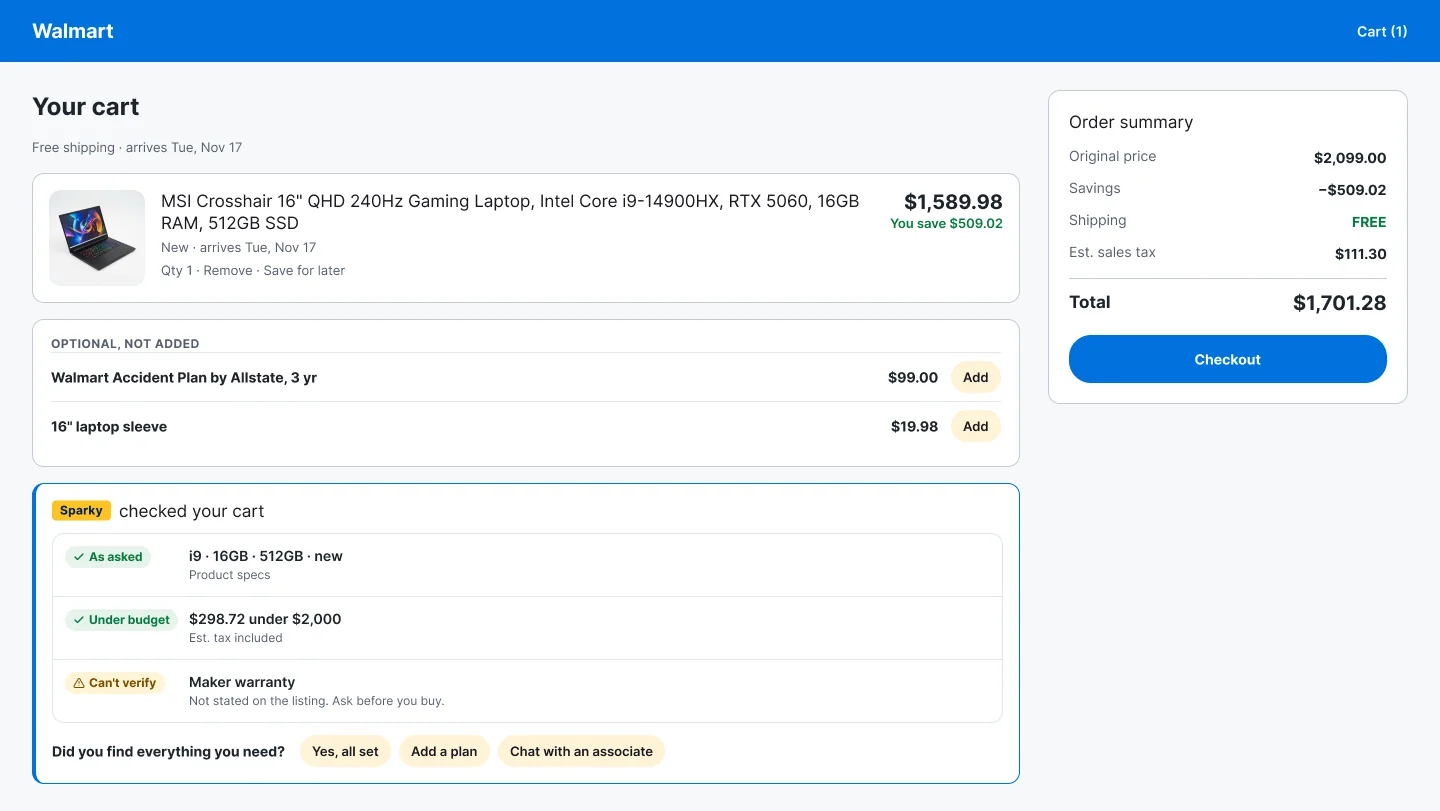 Walmart
Cart (1)
Your cart
Free shipping · arrives Tue, Nov 17
MSI Crosshair 16" QHD 240Hz Gaming Laptop, Intel Core i9-14900HX, RTX 5060, 16GB
RAM, 512GB SSD
New · arrives Tue, Nov 17
Qty 1 · Remove · Save for later
$1,589.98
You save $509.02
OPTIONAL, NOT ADDED
Walmart Accident Plan by Allstate, 3 yr $99.00 Add
16" laptop sleeve $19.98 Add
Sparky checked your cart
As asked i9 · 16GB · 512GB · new
Product specs
Under budget $298.72 under $2,000
Est. tax included
Can't verify Maker warranty
Not stated on the listing. Ask before you buy.
Did you find everything you need? Yes, all set Add a plan Chat with an associate
Order summary
Original price $2,099.00
Savings −$509.02
Shipping FREE
Est. sales tax $111.30
Total $1,701.28
Checkout